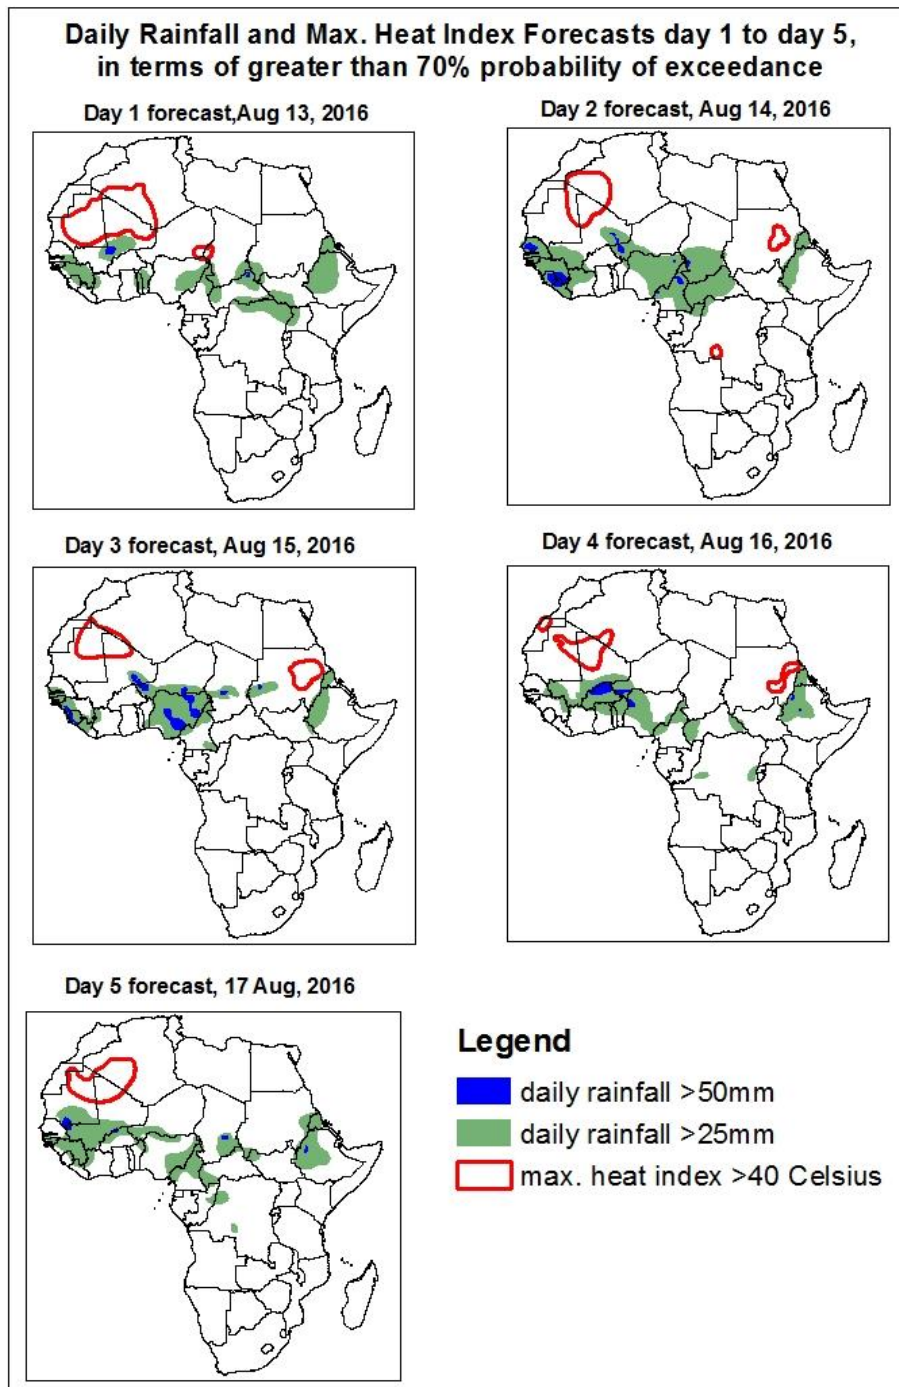 Daily Rainfall and Max. Heat Index Forecasts day 1 to day 5,
in terms of greater than 70% probability of exceedance
Day 1 forecast,Aug 13, 2016
Day 2 forecast, Aug 14, 2016
Day 3 forecast, Aug 15, 2016
Day 4 forecast, Aug 16, 2016
Day 5 forecast, 17 Aug, 2016
Legend
daily rainfall >50mm
daily rainfall >25mm
max. heat index >40 Celsius